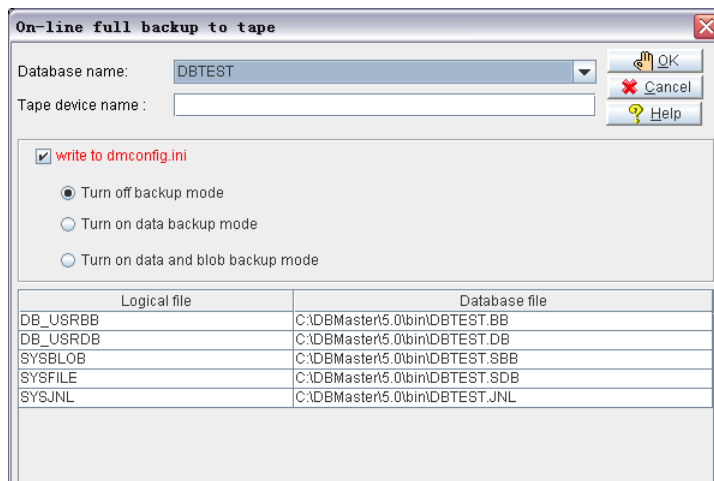 On-line full backup to tape
Database name: DBTEST
OK
Tape device name :
Cancel
Help
write to dmconfig.ini
Turn off backup mode
Turn on data backup mode
Turn on data and blob backup mode
Logical file Database file
DB_USRBB C:\DBMaster\5.0\bin\DBTEST.BB
DB_USRDB C:\DBMaster\5.0\bin\DBTEST.DB
SYSBLOB C:\DBMaster\5.0\bin\DBTEST.SBB
SYSFILE C:\DBMaster\5.0\bin\DBTEST.SDB
SYSJNL C:\DBMaster\5.0\bin\DBTEST.JNL